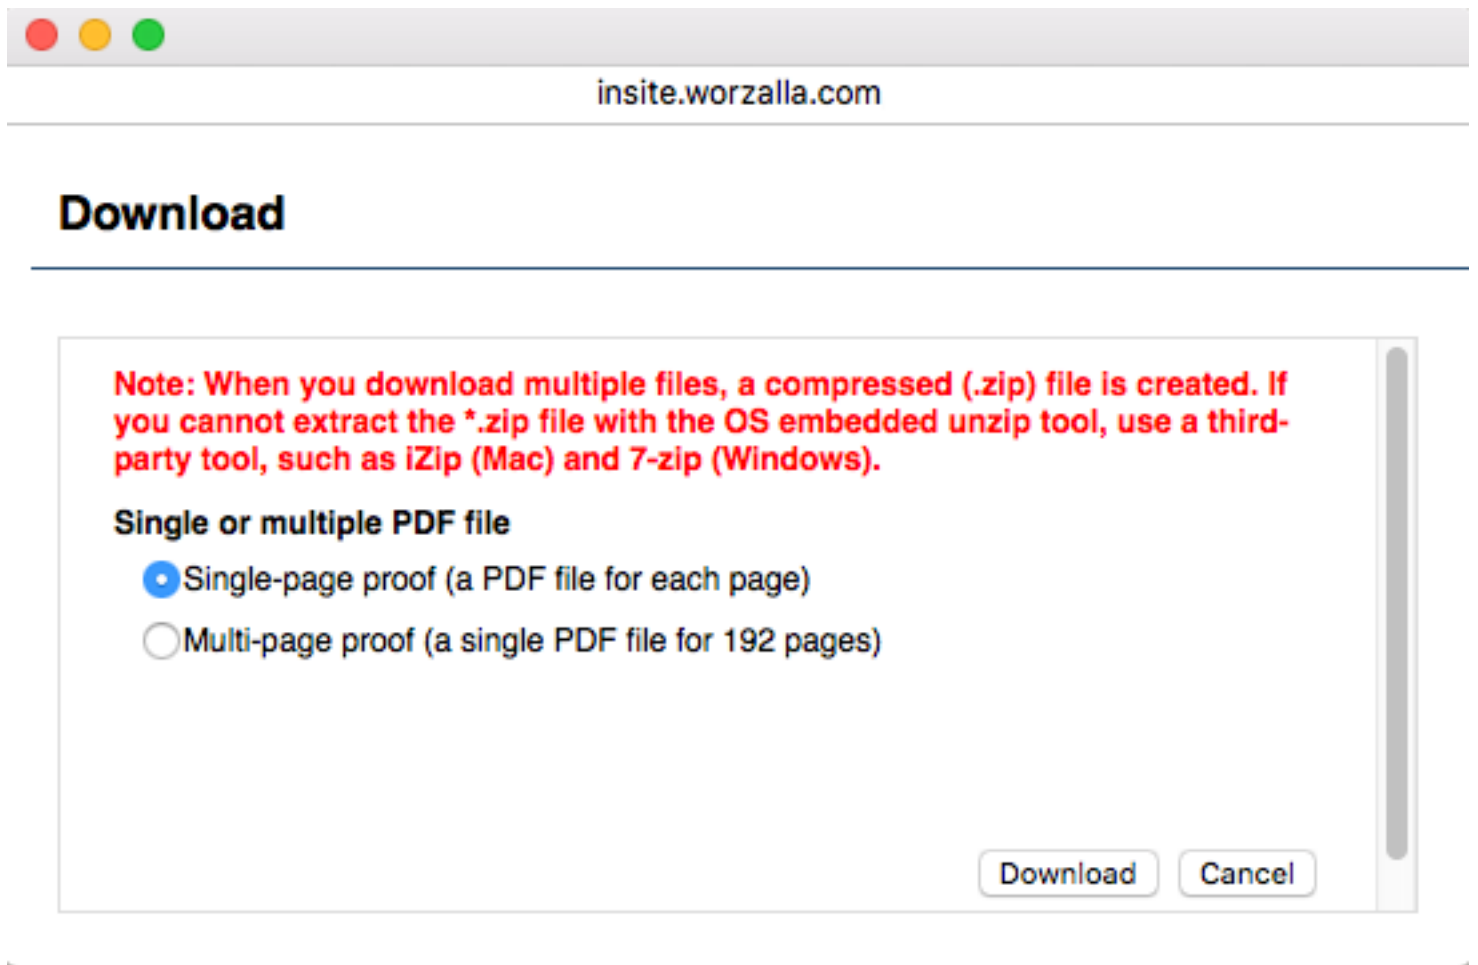 insite.worzalla.com
Download
Note: When you download multiple files, a compressed (.zip) file is created. If
you cannot extract the *.zip file with the OS embedded unzip tool, use a third-
party tool, such as iZip (Mac) and 7-zip (Windows).
Single or multiple PDF file
Single-page proof (a PDF file for each page)
Multi-page proof (a single PDF file for 192 pages)
Download Cancel